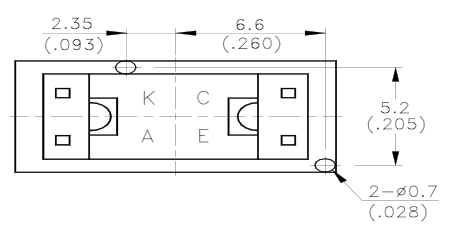 2.35
(.093)
6.6
(.260)
K C
A E
5.2
(.205)
2-ø0.7
(.028)